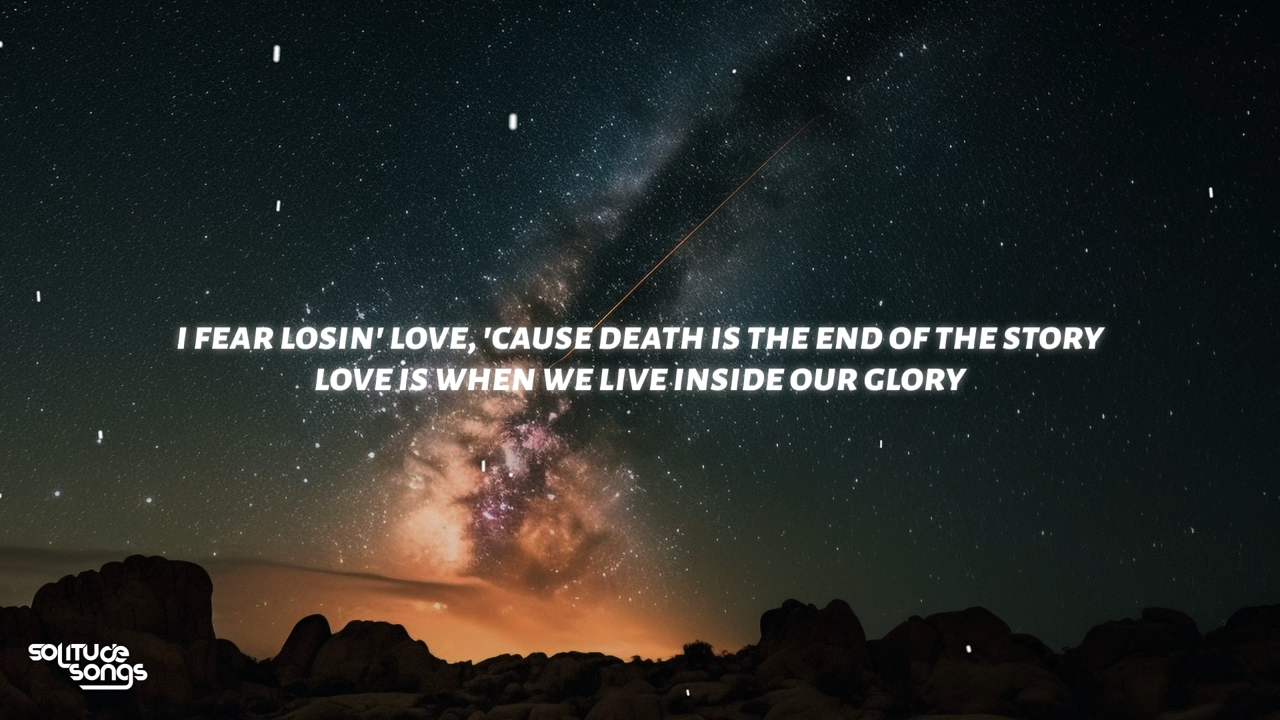 I FEAR LOSIN' LOVE, 'CAUSE DEATH IS THE END OF THE STORY
LOVE IS WHEN WE LIVE INSIDE OUR GLORY
solitude
songs